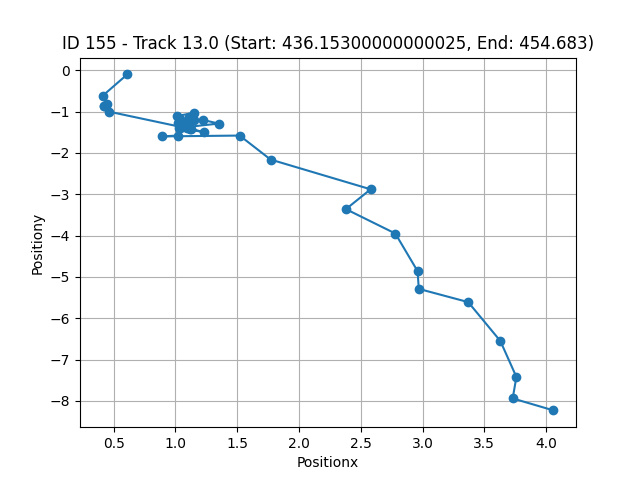 ID 155 - Track 13.0 (Start: 436.15300000000025, End: 454.683)
0
−1
−2
−3
−4
−5
−6
−7
−8
Positiony
0.5 1.0 1.5 2.0 2.5 3.0 3.5 4.0
Positionx